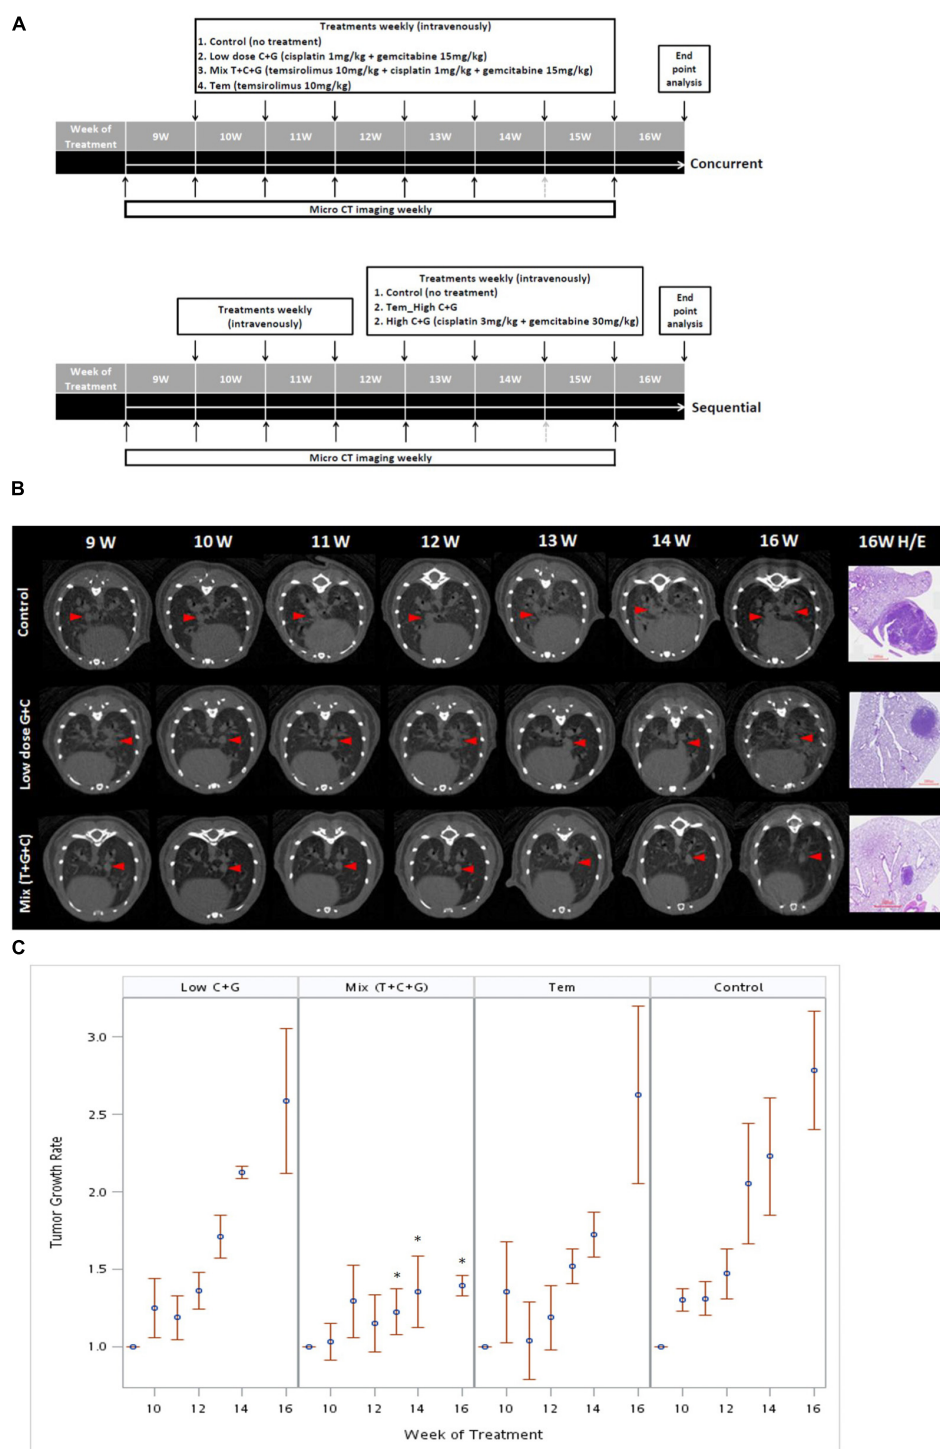 A
Treatments weekly (intravenously)
1. Control (no treatment)
2. Low dose C+G (cisplatin 1mg/kg + gemcitabine 15mg/kg)
3. Mix T+C+G (temsirolimus 10mg/kg + cisplatin 1mg/kg + gemcitabine 15mg/kg)
4. Tem (temsirolimus 10mg/kg)
End
point
analysis
Week of
Treatment
9W 10W 11W 12W 13W 14W 15W 16W
Concurrent
Micro CT imaging weekly
Treatments weekly
(intravenously)
Treatments weekly (intravenously)
1. Control (no treatment)
2. Tem_High C+G
2. High C+G (cisplatin 3mg/kg + gemcitabine 30mg/kg)
End
point
analysis
Week of
Treatment
9W 10W 11W 12W 13W 14W 15W 16W
Sequential
Micro CT imaging weekly
B
9 W 10 W 11 W 12 W 13 W 14 W 16 W 16W H/E
Control
Low dose G+C
Mix (T+G+C)
C
Low C+G Mix (T+C+G) Tem Control
Tumor Growth Rate
3.0
2.5
2.0
1.5
1.0
* * *
10 12 14 16 10 12 14 16 10 12 14 16 10 12 14 16
Week of Treatment